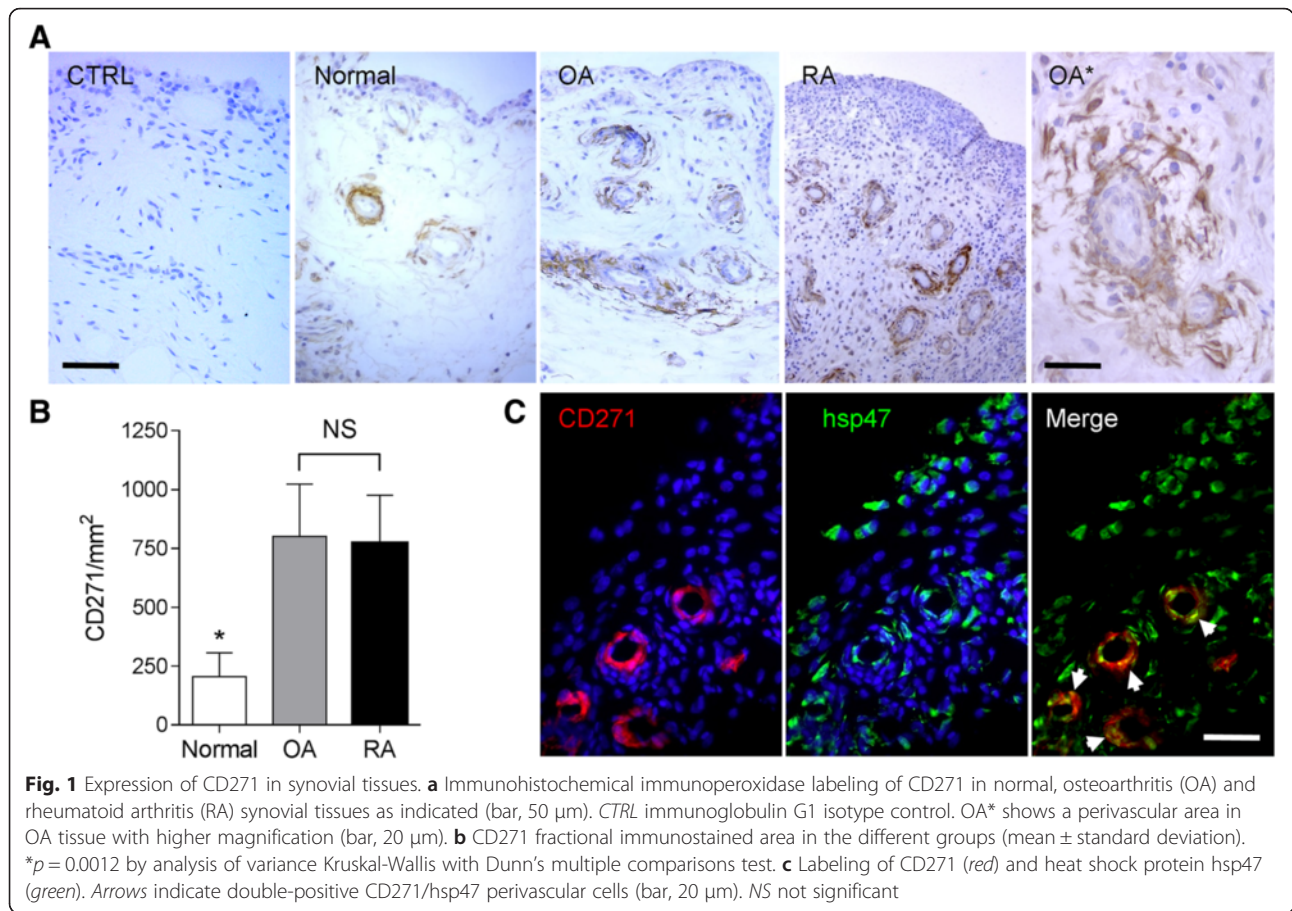 A
CTRL
Normal
OA
RA
OA*
B
1250
1000
750
500
250
0
CD271/mm²
NS
*
Normal OA RA
C
CD271
hsp47
Merge
Fig. 1 Expression of CD271 in synovial tissues. a Immunohistochemical immunoperoxidase labeling of CD271 in normal, osteoarthritis (OA) and
rheumatoid arthritis (RA) synovial tissues as indicated (bar, 50 μm). CTRL immunoglobulin G1 isotype control. OA* shows a perivascular area in
OA tissue with higher magnification (bar, 20 μm). b CD271 fractional immunostained area in the different groups (mean ± standard deviation).
*p = 0.0012 by analysis of variance Kruskal-Wallis with Dunn’s multiple comparisons test. c Labeling of CD271 (red) and heat shock protein hsp47
(green). Arrows indicate double-positive CD271/hsp47 perivascular cells (bar, 20 μm). NS not significant